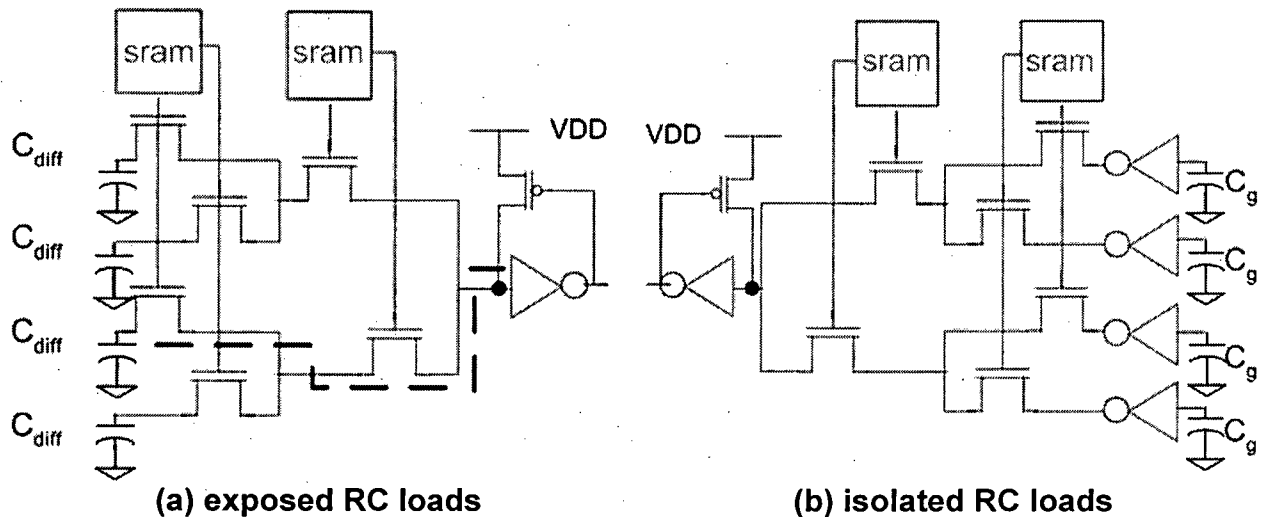 sram
sram
VDD
C_diff
C_diff
C_diff
C_diff
(a) exposed RC loads
sram
sram
VDD
C_g
C_g
C_g
C_g
(b) isolated RC loads